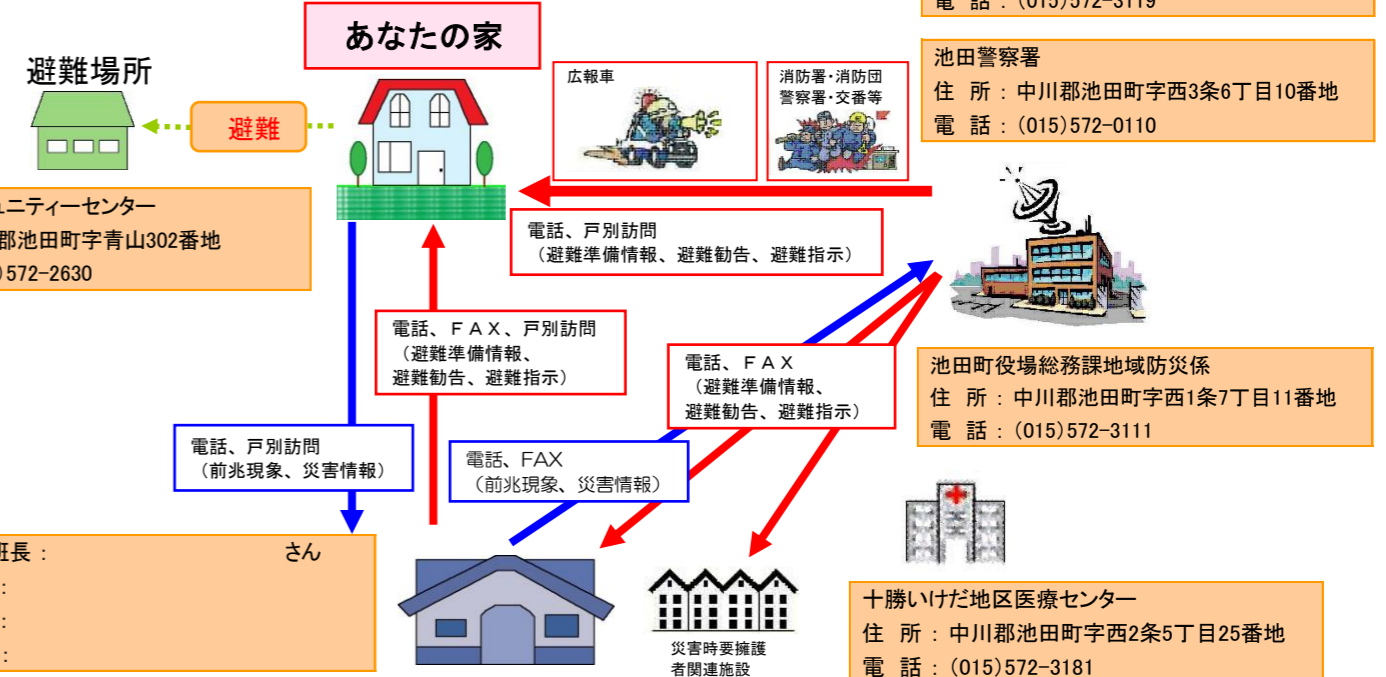 電 話 : (015)572-3119
あなたの家
避難場所
避難
広報車
消防署・消防団
警察署・交番等
池田警察署
住 所 : 中川郡池田町字西3条6丁目10番地
電 話 : (015)572-0110
ュニティーセンター
郡池田町字青山302番地
)572-2630
電話、戸別訪問
(避難準備情報、避難勧告、避難指示)
電話、FAX、戸別訪問
(避難準備情報、
避難勧告、避難指示)
電話、FAX
(避難準備情報、
避難勧告、避難指示)
池田町役場総務課地域防災係
住 所 : 中川郡池田町字西1条7丁目11番地
電 話 : (015)572-3111
電話、戸別訪問
(前兆現象、災害情報)
電話、FAX
(前兆現象、災害情報)
班長 : さん
:
:
:
災害時要擁護
者関連施設
十勝いけだ地区医療センター
住 所 : 中川郡池田町字西2条5丁目25番地
電 話 : (015)572-3181